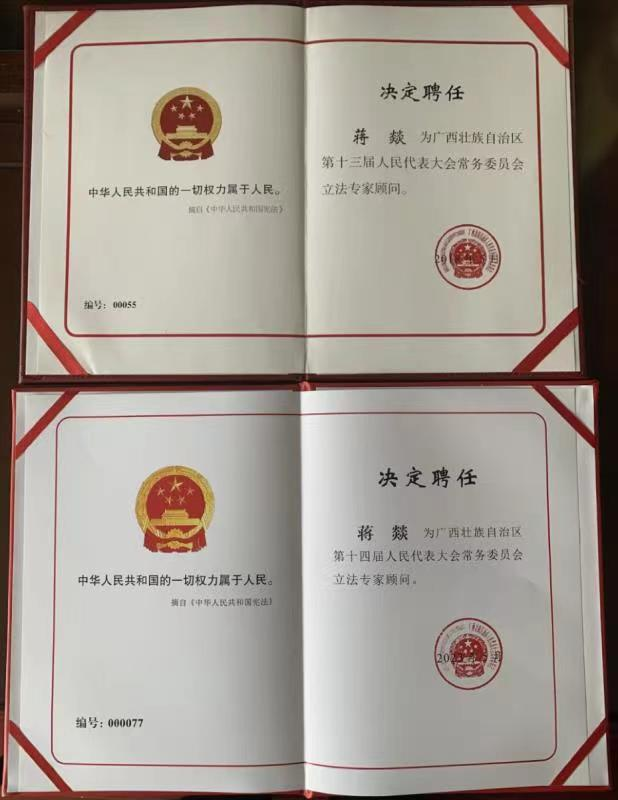 中华人民共和国的一切权力属于人民。
摘自《中华人民共和国宪法》
编号：00055
决定聘任
蒋燚 为广西壮族自治区
第十三届人民代表大会常务委员会
立法专家顾问。
中华人民共和国的一切权力属于人民。
摘自《中华人民共和国宪法》
编号：000077
决定聘任
蒋燚 为广西壮族自治区
第十四届人民代表大会常务委员会
立法专家顾问。